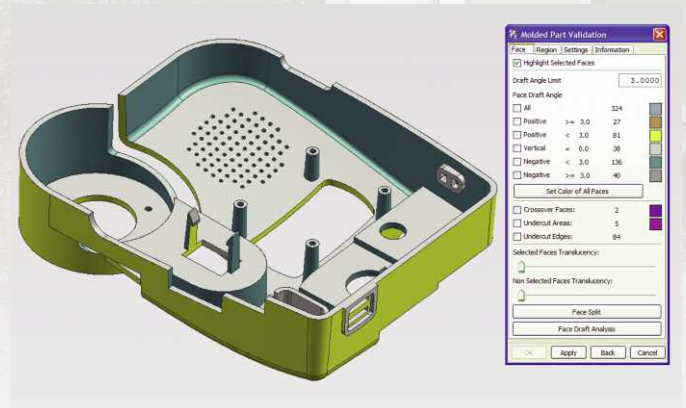 Molded Part Validation
Face Region Settings Information
Highlight Selected Faces
Draft Angle Limit 3.0000
Face Draft Angle
All 324
Positive >= 3.0 27
Positive < 3.0 81
Vertical = 0.0 38
Negative < 3.0 136
Negative >= 3.0 40
Set Color of All Faces
Crossover Faces: 2
Undercut Areas: 5
Undercut Edges: 84
Selected Faces Translucency:
Non Selected Faces Translucency:
Face Split
Face Draft Analysis
OK Apply Back Cancel